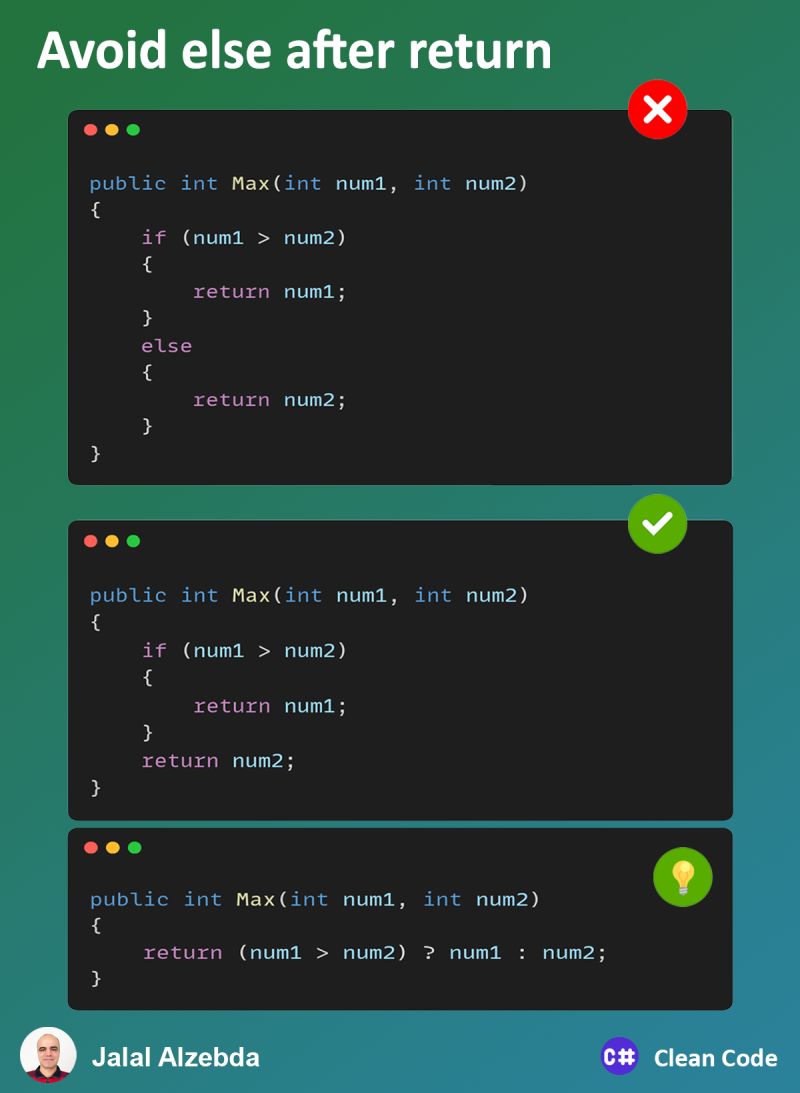 Avoid else after return
public int Max(int num1, int num2)
{
    if (num1 > num2)
    {
        return num1;
    }
    else
    {
        return num2;
    }
}
public int Max(int num1, int num2)
{
    if (num1 > num2)
    {
        return num1;
    }
    return num2;
}
public int Max(int num1, int num2)
{
    return (num1 > num2) ? num1 : num2;
}
Jalal Alzebda
C# Clean Code